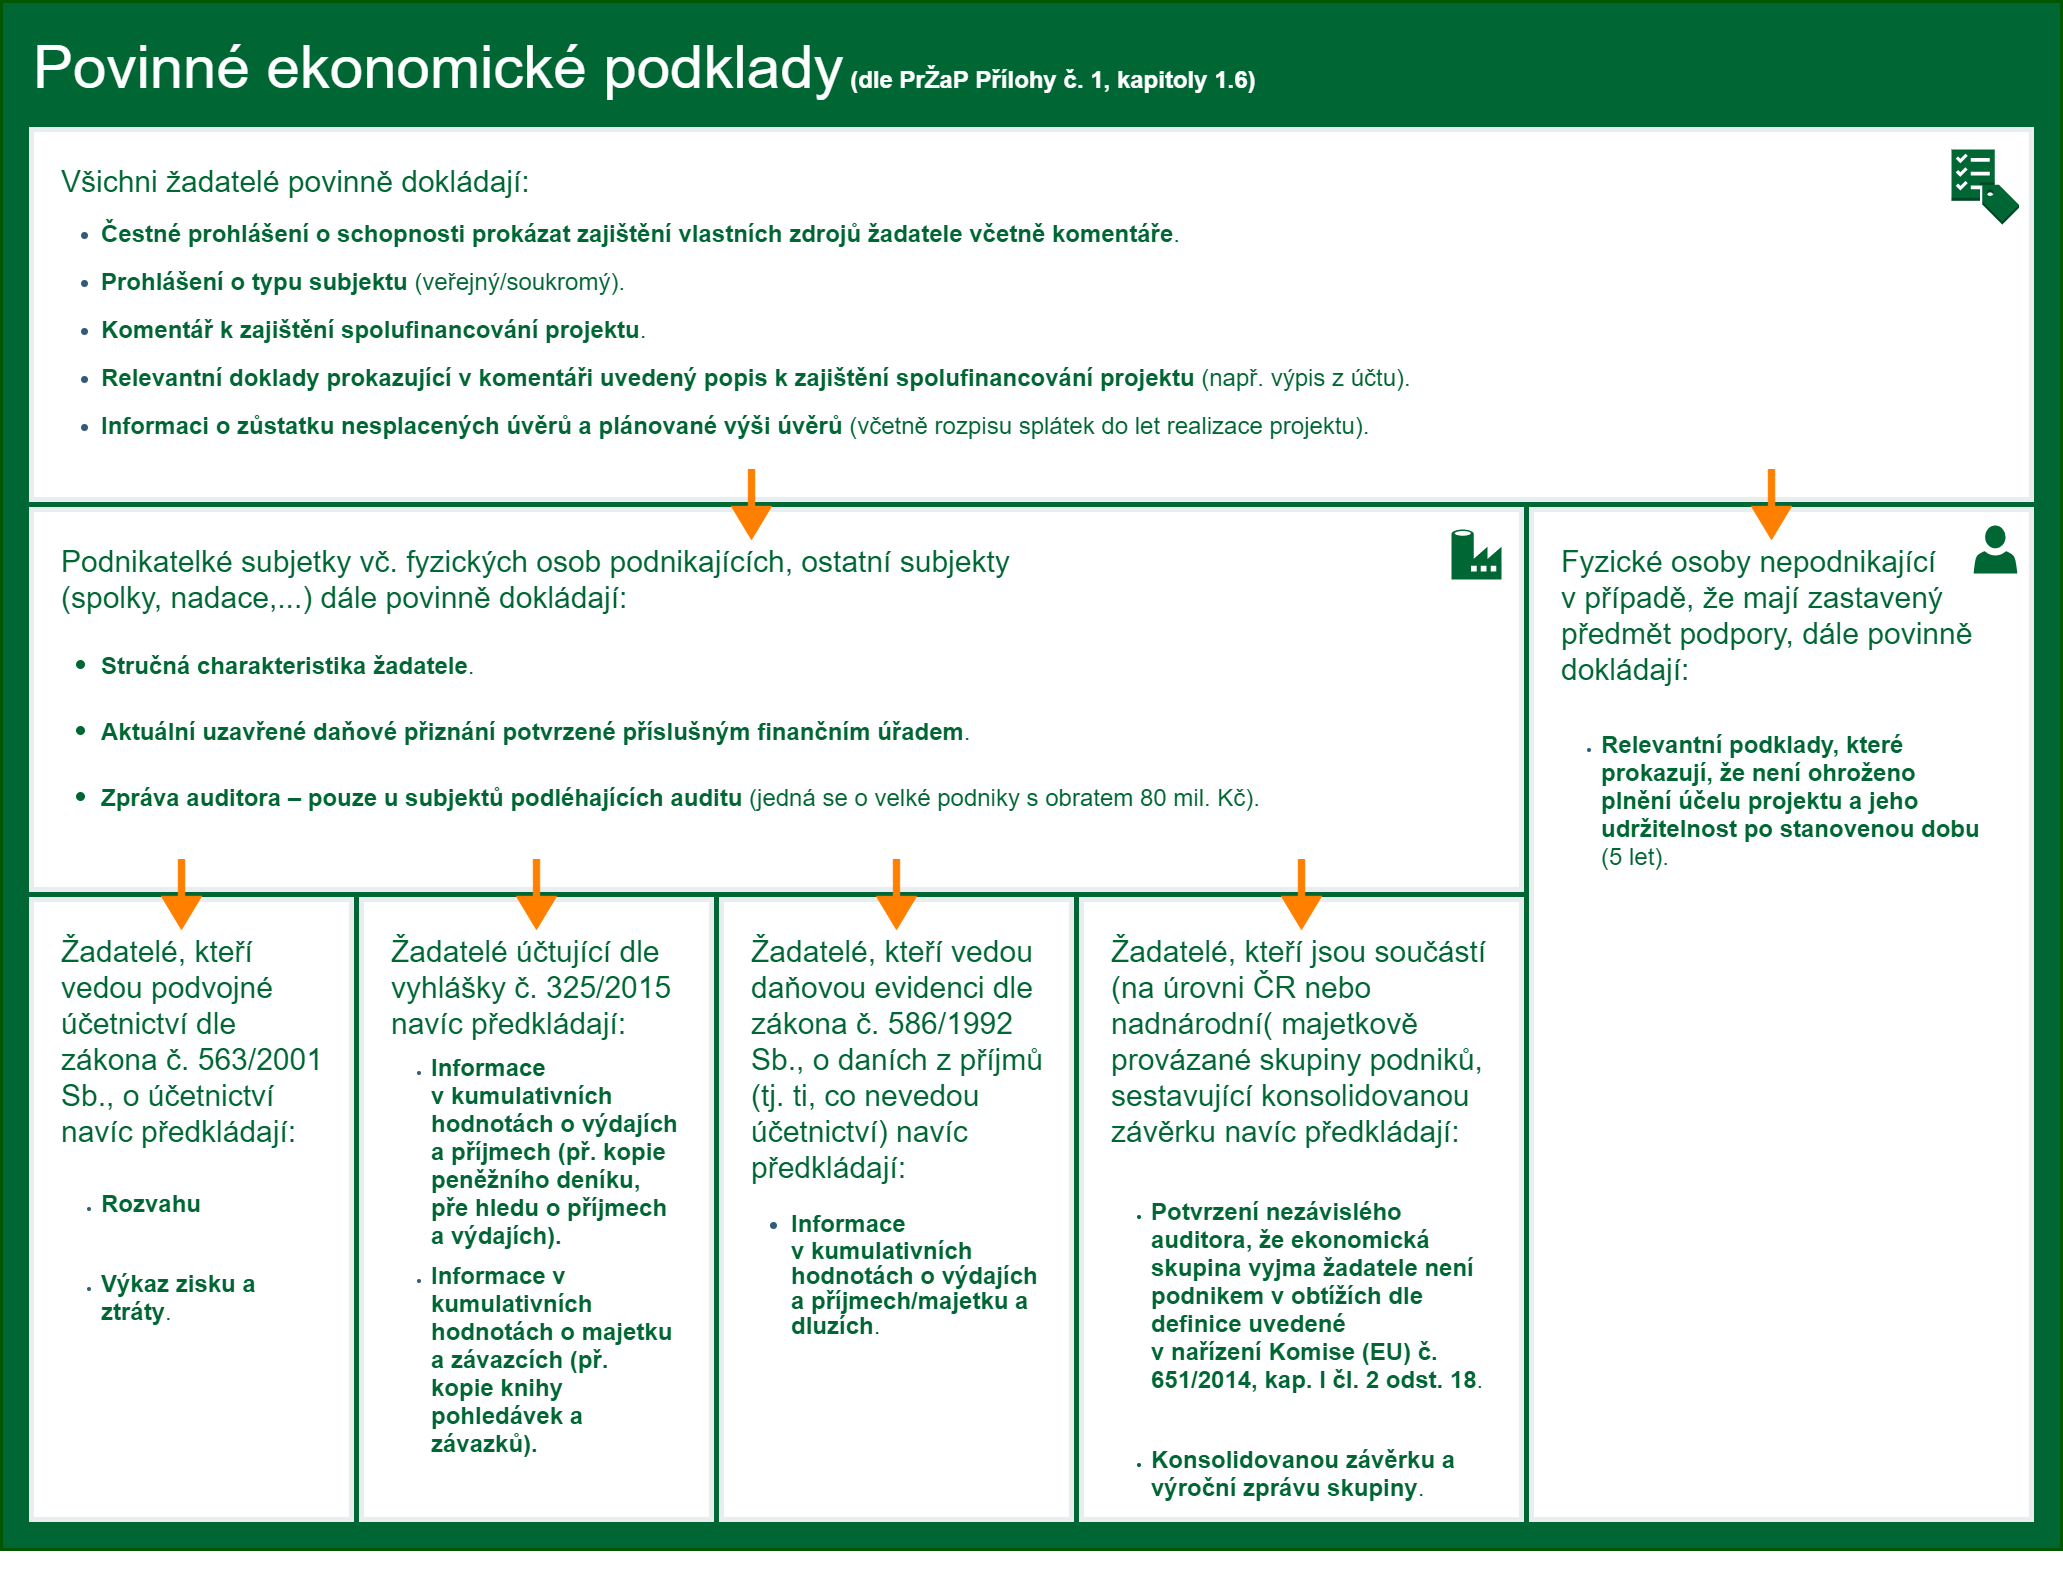 Povinné ekonomické podklady (dle PrŽaP Přílohy č. 1, kapitoly 1.6)
Všichni žadatelé povinně dokládají:
• Čestné prohlášení o schopnosti prokázat zajištění vlastních zdrojů žadatele včetně komentáře.
• Prohlášení o typu subjektu (veřejný/soukromý).
• Komentář k zajištění spolufinancování projektu.
• Relevantní doklady prokazující v komentáři uvedený popis k zajištění spolufinancování projektu (např. výpis z účtu).
• Informaci o zůstatku nesplacených úvěrů a plánované výši úvěrů (včetně rozpisu splátek do let realizace projektu).
Podnikatelké subjetky vč. fyzických osob podnikajících, ostatní subjekty
(spolky, nadace,...) dále povinně dokládají:
• Stručná charakteristika žadatele.
• Aktuální uzavřené daňové přiznání potvrzené příslušným finančním úřadem.
• Zpráva auditora – pouze u subjektů podléhajících auditu (jedná se o velké podniky s obratem 80 mil. Kč).
Fyzické osoby nepodnikající
v případě, že mají zastavený
předmět podpory, dále povinně
dokládají:
• Relevantní podklady, které
prokazují, že není ohroženo
plnění účelu projektu a jeho
udržitelnost po stanovenou dobu
(5 let).
Žadatelé, kteří
vedou podvojné
účetnictví dle
zákona č. 563/2001
Sb., o účetnictví
navíc předkládají:
• Rozvahu
• Výkaz zisku a
ztráty.
Žadatelé účtující dle
vyhlášky č. 325/2015
navíc předkládají:
• Informace
v kumulativních
hodnotách o výdajích
a příjmech (př. kopie
peněžního deníku,
pře hledu o příjmech
a výdajích).
• Informace v
kumulativních
hodnotách o majetku
a závazcích (př.
kopie knihy
pohledávek a
závazků).
Žadatelé, kteří vedou
daňovou evidenci dle
zákona č. 586/1992
Sb., o daních z příjmů
(tj. ti, co nevedou
účetnictví) navíc
předkládají:
• Informace
v kumulativních
hodnotách o výdajích
a příjmech/majetku a
dluzích.
Žadatelé, kteří jsou součástí
(na úrovni ČR nebo
nadnárodní( majetkově
provázané skupiny podniků,
sestavující konsolidovanou
závěrku navíc předkládají:
• Potvrzení nezávislého
auditora, že ekonomická
skupina vyjma žadatele není
podnikem v obtížích dle
definice uvedené
v nařízení Komise (EU) č.
651/2014, kap. I čl. 2 odst. 18.
• Konsolidovanou závěrku a
výroční zprávu skupiny.